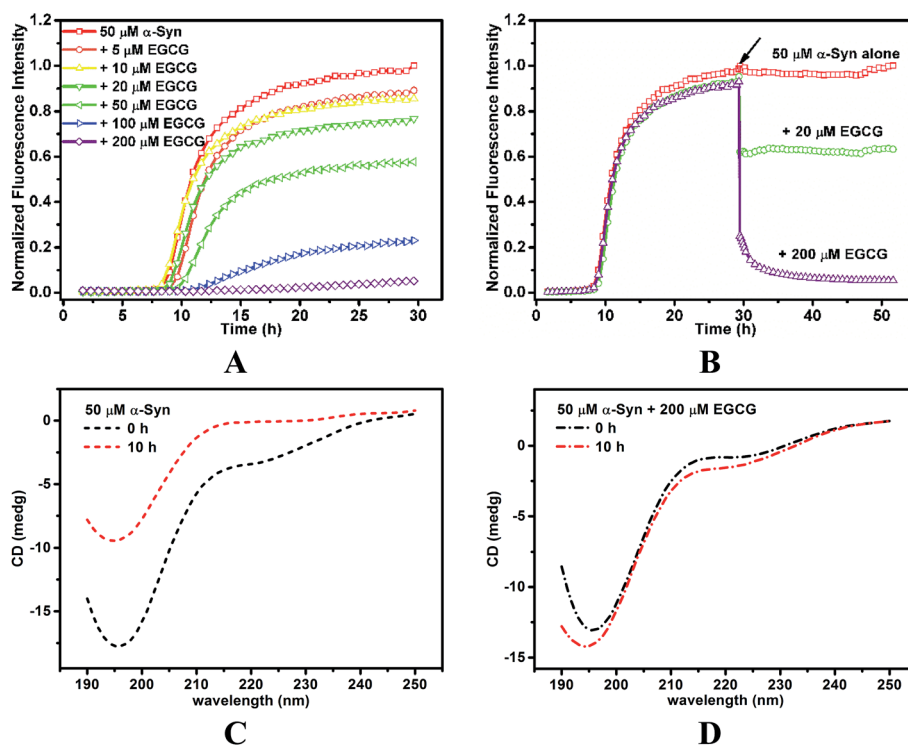 Normalized Fluorescence Intensity
1.2
1.0
0.8
0.6
0.4
0.2
0.0
50 μM α-Syn
+ 5 μM EGCG
+ 10 μM EGCG
+ 20 μM EGCG
+ 50 μM EGCG
+ 100 μM EGCG
+ 200 μM EGCG
0 5 10 15 20 25 30
Time (h)
A
Normalized Fluorescence Intensity
1.2
1.0
0.8
0.6
0.4
0.2
0.0
50 μM α-Syn alone
+ 20 μM EGCG
+ 200 μM EGCG
0 10 20 30 40 50
Time (h)
B
CD (medg)
0
-5
-10
-15
50 μM α-Syn
0 h
10 h
190 200 210 220 230 240 250
wavelength (nm)
C
CD (medg)
0
-5
-10
-15
50 μM α-Syn + 200 μM EGCG
0 h
10 h
190 200 210 220 230 240 250
wavelength (nm)
D